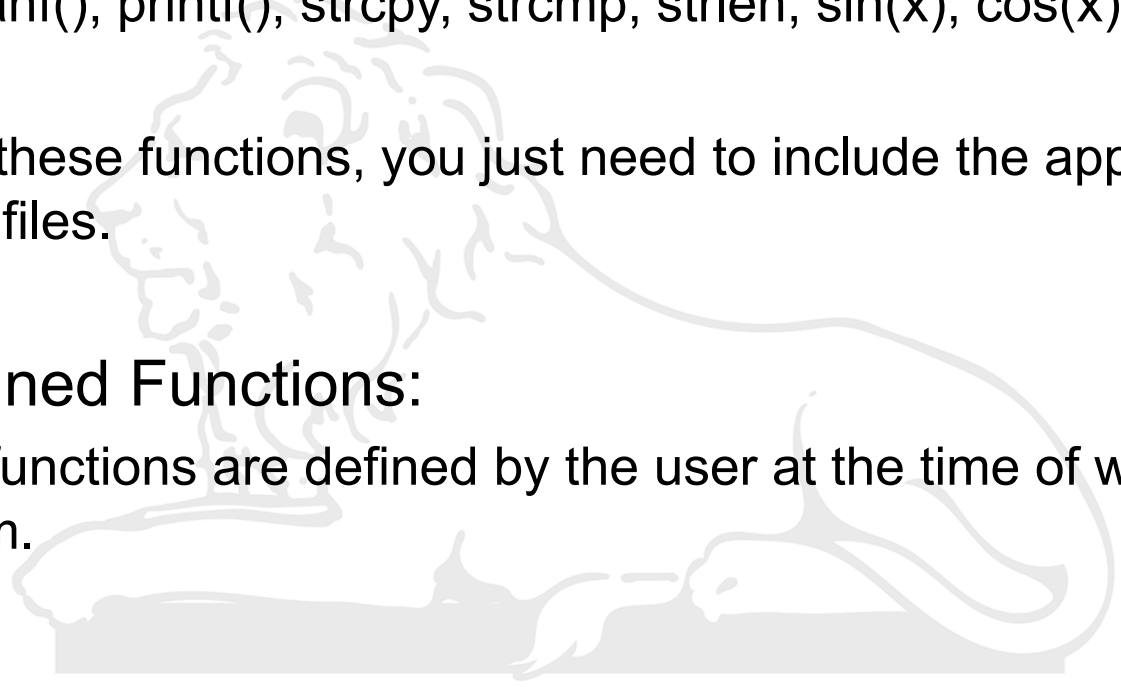 anf(), printf(), strcpy, strcmp, strlen, sin(x), cos(x)
these functions, you just need to include the app
files.
ned Functions:
functions are defined by the user at the time of w